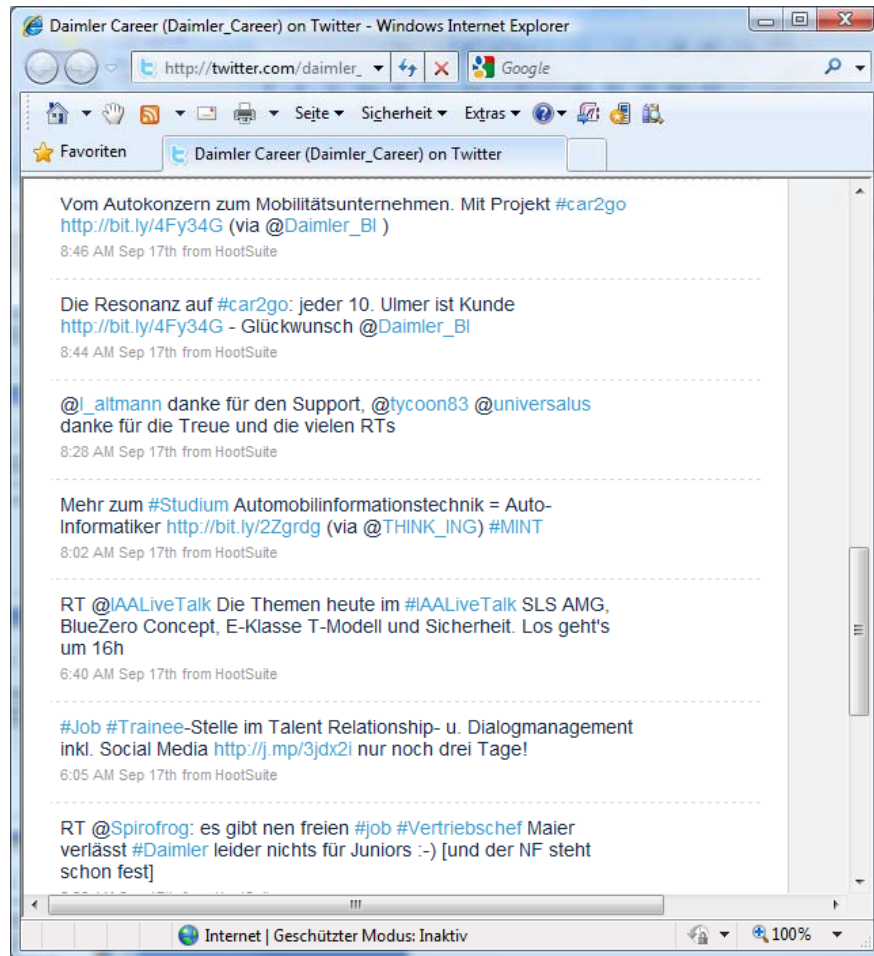 Daimler Career (Daimler_Career) on Twitter - Windows Internet Explorer
http://twitter.com/daimler_
Google
Seite
Sicherheit
Extras
Favoriten
Daimler Career (Daimler_Career) on Twitter
Vom Autokonzern zum Mobilitätsunternehmen. Mit Projekt #car2go
http://bit.ly/4Fy34G (via @Daimler_Bl )
8:46 AM Sep 17th from HootSuite
Die Resonanz auf #car2go: jeder 10. Ulmer ist Kunde
http://bit.ly/4Fy34G - Glückwunsch @Daimler_Bl
8:44 AM Sep 17th from HootSuite
@l_altmann danke für den Support, @tycoon83 @universalus
danke für die Treue und die vielen RTs
8:28 AM Sep 17th from HootSuite
Mehr zum #Studium Automobilinformationstechnik = Auto-
Informatiker http://bit.ly/2Zgrdg (via @THINK_ING) #MINT
8:02 AM Sep 17th from HootSuite
RT @IAALiveTalk Die Themen heute im #IAALiveTalk SLS AMG,
BlueZero Concept, E-Klasse T-Modell und Sicherheit. Los geht's
um 16h
6:40 AM Sep 17th from HootSuite
#Job #Trainee-Stelle im Talent Relationship- u. Dialogmanagement
inkl. Social Media http://j.mp/3jdx2i nur noch drei Tage!
6:05 AM Sep 17th from HootSuite
RT @Spirofrog: es gibt nen freien #job #Vertriebschef Maier
verlässt #Daimler leider nichts für Juniors :-) [und der NF steht
schon fest]
Internet | Geschützter Modus: Inaktiv
100%